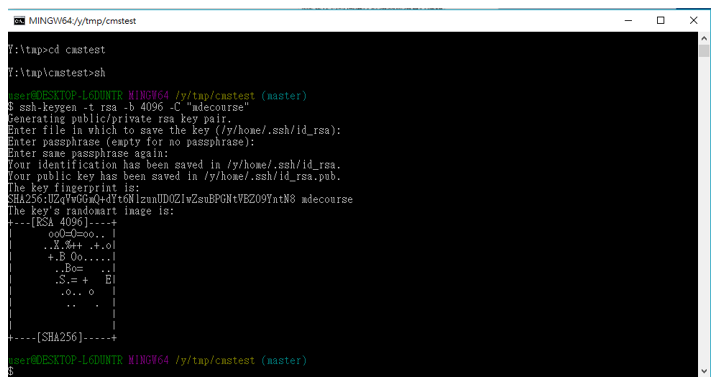 MINGW64:/y/tmp/cmstest
Y:\tmp>cd cmstest
Y:\tmp\cmstest>sh
user@DESKTOP-L6DUNTR MINGW64 /y/tmp/cmstest (master)
$ ssh-keygen -t rsa -b 4096 -C "mdecourse"
Generating public/private rsa key pair.
Enter file in which to save the key (/y/home/.ssh/id_rsa):
Enter passphrase (empty for no passphrase):
Enter same passphrase again:
Your identification has been saved in /y/home/.ssh/id_rsa.
Your public key has been saved in /y/home/.ssh/id_rsa.pub.
The key fingerprint is:
SHA256:UZqVwGGmQ+dYt6NlzunUDOZIwZsuBPGNtVBZO9YntN8 mdecourse
The key's randomart image is:
+---[RSA 4096]----+
|      ooO=O=oo.. |
|     ..X.%++ .+.o|
|      +.B Oo.....|
|       ..Bo=   ..|
|       .S.= +   E|
|        .o.. o   |
|         ..   .  |
|                 |
|                 |
+----[SHA256]-----+
user@DESKTOP-L6DUNTR MINGW64 /y/tmp/cmstest (master)
$